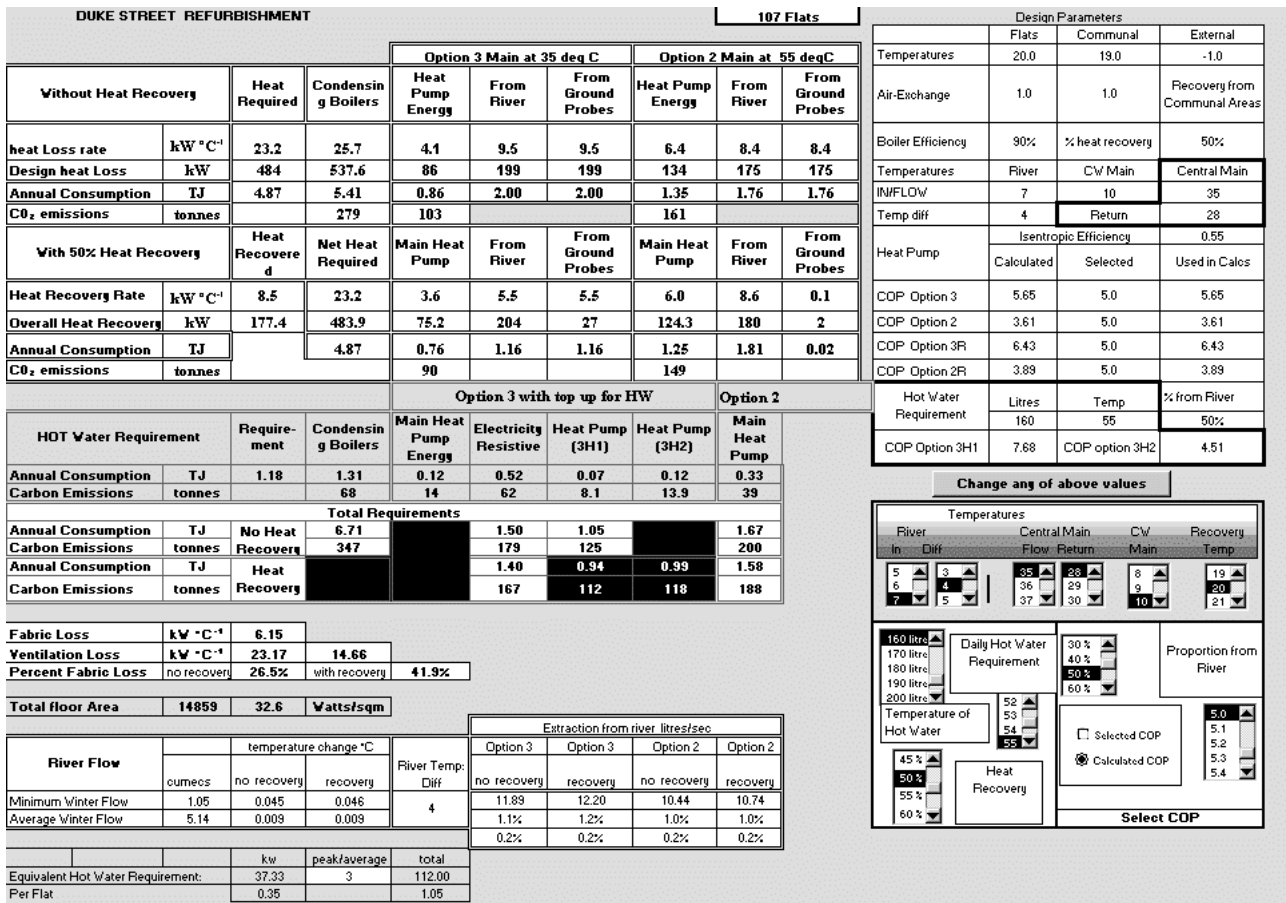 DUKE STREET REFURBISHMENT 107 Flats
Option 3 Main at 35 deg C Option 2 Main at 55 degC
Without Heat Recovery Heat Required Condensin g Boilers Heat Pump Energy From River From Ground Probes Heat Pump Energy From River From Ground Probes
heat Loss rate kW °C⁻¹ 23.2 25.7 4.1 9.5 9.5 6.4 8.4 8.4
Design heat Loss kW 484 537.6 86 199 199 134 175 175
Annual Consumption TJ 4.87 5.41 0.86 2.00 2.00 1.35 1.76 1.76
CO₂ emissions tonnes 279 103 161
With 50% Heat Recovery Heat Recovere d Net Heat Required Main Heat Pump From River From Ground Probes Main Heat Pump From River From Ground Probes
Heat Recovery Rate kW °C⁻¹ 8.5 23.2 3.6 5.5 5.5 6.0 8.6 0.1
Overall Heat Recovery kW 177.4 483.9 75.2 204 27 124.3 180 2
Annual Consumption TJ 4.87 0.76 1.16 1.16 1.25 1.81 0.02
CO₂ emissions tonnes 90 149
Option 3 with top up for HW Option 2
HOT Water Requirement Require- ment Condensin g Boilers Main Heat Pump Energy Electricity Resistive Heat Pump (3H1) Heat Pump (3H2) Main Heat Pump
Annual Consumption TJ 1.18 1.31 0.12 0.52 0.07 0.12 0.33
Carbon Emissions tonnes 68 14 62 8.1 13.9 39
Total Requirements
Annual Consumption TJ No Heat 6.71 1.50 1.05 1.67
Carbon Emissions tonnes Recovery 347 179 125 200
Annual Consumption TJ Heat 1.40 0.94 0.99 1.58
Carbon Emissions tonnes Recovery 167 112 118 188
Fabric Loss kW °C⁻¹ 6.15
Ventilation Loss kW °C⁻¹ 23.17 14.66
Percent Fabric Loss no recovery 26.5% with recovery 41.9%
Total floor Area 14859 32.6 Watts/sqm
Extraction from river litres/sec
River Flow temperature change °C River Temp: Diff Option 3 Option 3 Option 2 Option 2
cumecs no recovery recovery no recovery recovery no recovery recovery
Minimum Winter Flow 1.05 0.045 0.046 4 11.89 12.20 10.44 10.74
Average Winter Flow 5.14 0.009 0.009 1.1% 1.2% 1.0% 1.0%
0.2% 0.2% 0.2% 0.2%
kw peak/average total
Equivalent Hot Water Requirement: 37.33 3 112.00
Per Flat 0.35 1.05
Design Parameters
Flats Communal External
Temperatures 20.0 19.0 -1.0
Air-Exchange 1.0 1.0 Recovery from Communal Areas
Boiler Efficiency 90% % heat recovery 50%
Temperatures River CW Main Central Main
IN/FLOW 7 10 35
Temp diff 4 Return 28
Heat Pump Isentropic Efficiency 0.55
Calculated Selected Used in Calcs
COP Option 3 5.65 5.0 5.65
COP Option 2 3.61 5.0 3.61
COP Option 3R 6.43 5.0 6.43
COP Option 2R 3.89 5.0 3.89
Hot Water Requirement Litres Temp % from River
160 55 50%
COP Option 3H1 7.68 COP option 3H2 4.51
Change any of above values
Temperatures
River Central Main CW Recovery
In Diff Flow Return Main Temp
5 3 35 28 8 19
6 4 36 29 9 20
7 5 37 30 10 21
160 litre
170 litre
180 litre
190 litre
200 litre
Daily Hot Water Requirement
30 %
40 %
50 %
60 %
Proportion from River
Temperature of Hot Water
52
53
54
55
Selected COP
Calculated COP
5.0
5.1
5.2
5.3
5.4
45 %
50 %
55 %
60 %
Heat Recovery
Select COP